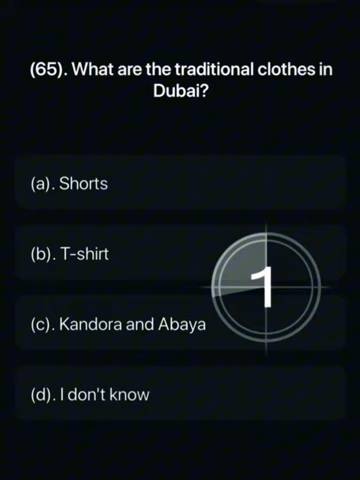 (65). What are the traditional clothes in
Dubai?
(a). Shorts
(b). T-shirt
1
(c). Kandora and Abaya
(d). I don't know